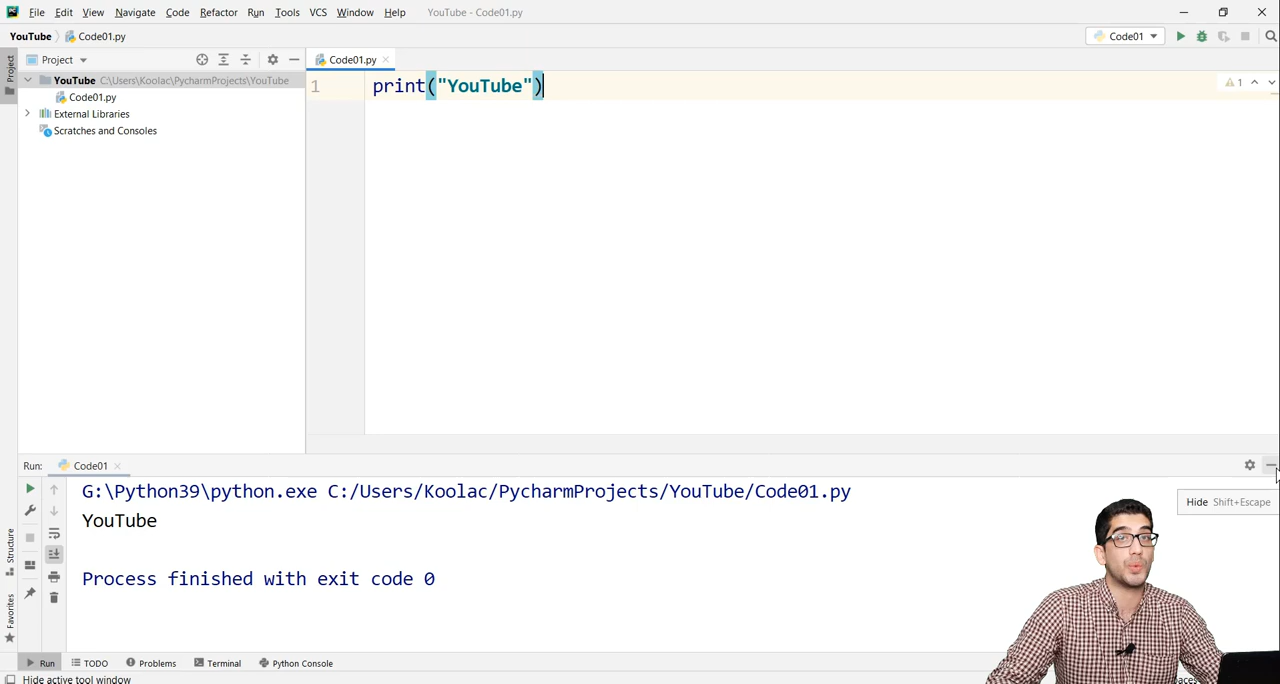 File Edit View Navigate Code Refactor Run Tools VCS Window Help YouTube - Code01.py
YouTube Code01.py Code01
Project
Project
Code01.py
YouTube C:\Users\Koolac\PycharmProjects\YouTube
Code01.py
External Libraries
Scratches and Consoles
1 print("YouTube")
1
Run: Code01
G:\Python39\python.exe C:/Users/Koolac/PycharmProjects/YouTube/Code01.py
YouTube
Process finished with exit code 0
Hide Shift+Escape
Structure
Favorites
Run TODO Problems Terminal Python Console
Hide active tool window